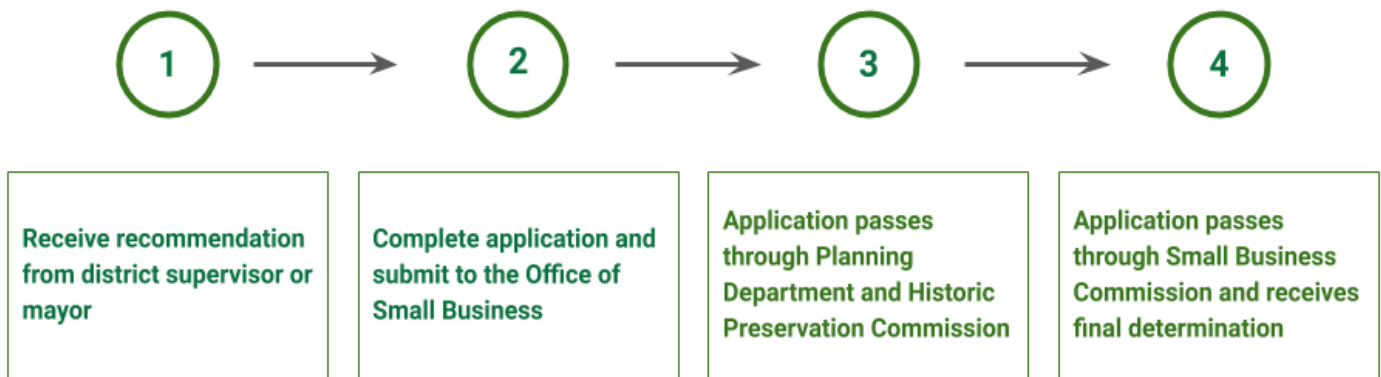 1
2
3
4
Receive recommendation
from district supervisor or
mayor
Complete application and
submit to the Office of
Small Business
Application passes
through Planning
Department and Historic
Preservation Commission
Application passes
through Small Business
Commission and receives
final determination